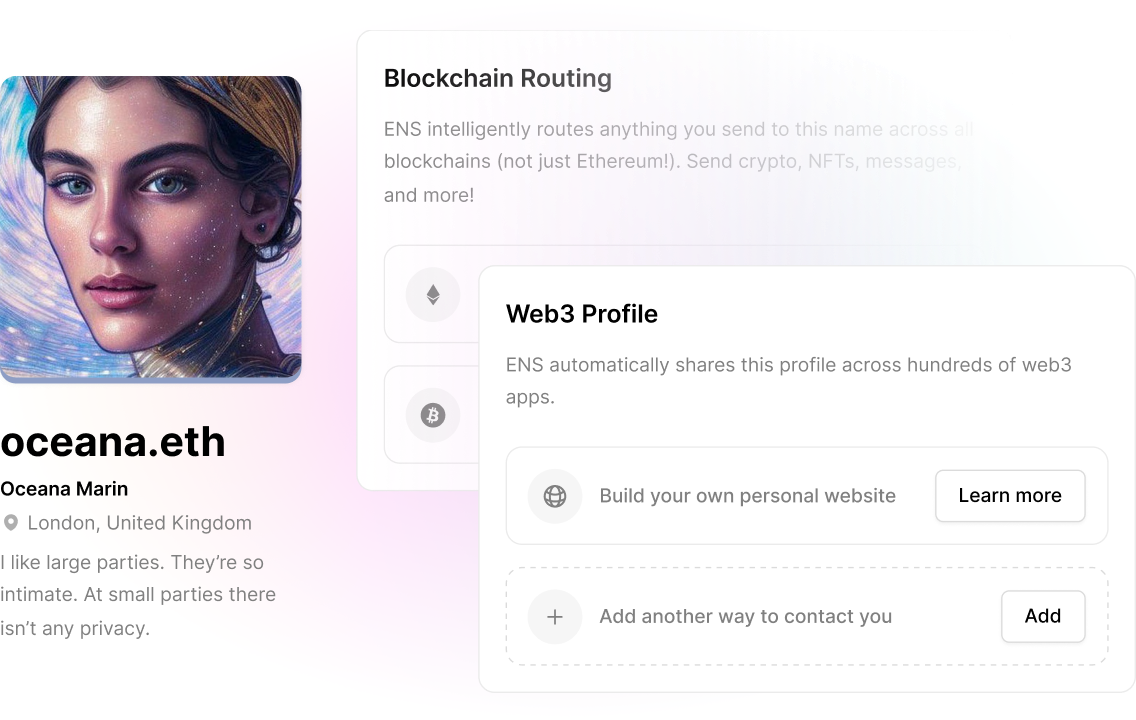 Blockchain Routing
ENS intelligently routes anything you send to this name across all
blockchains (not just Ethereum!). Send crypto, NFTs, messages,
and more!
Web3 Profile
ENS automatically shares this profile across hundreds of web3
apps.
Build your own personal website
Learn more
Add another way to contact you
Add
oceana.eth
Oceana Marin
London, United Kingdom
I like large parties. They’re so
intimate. At small parties there
isn’t any privacy.